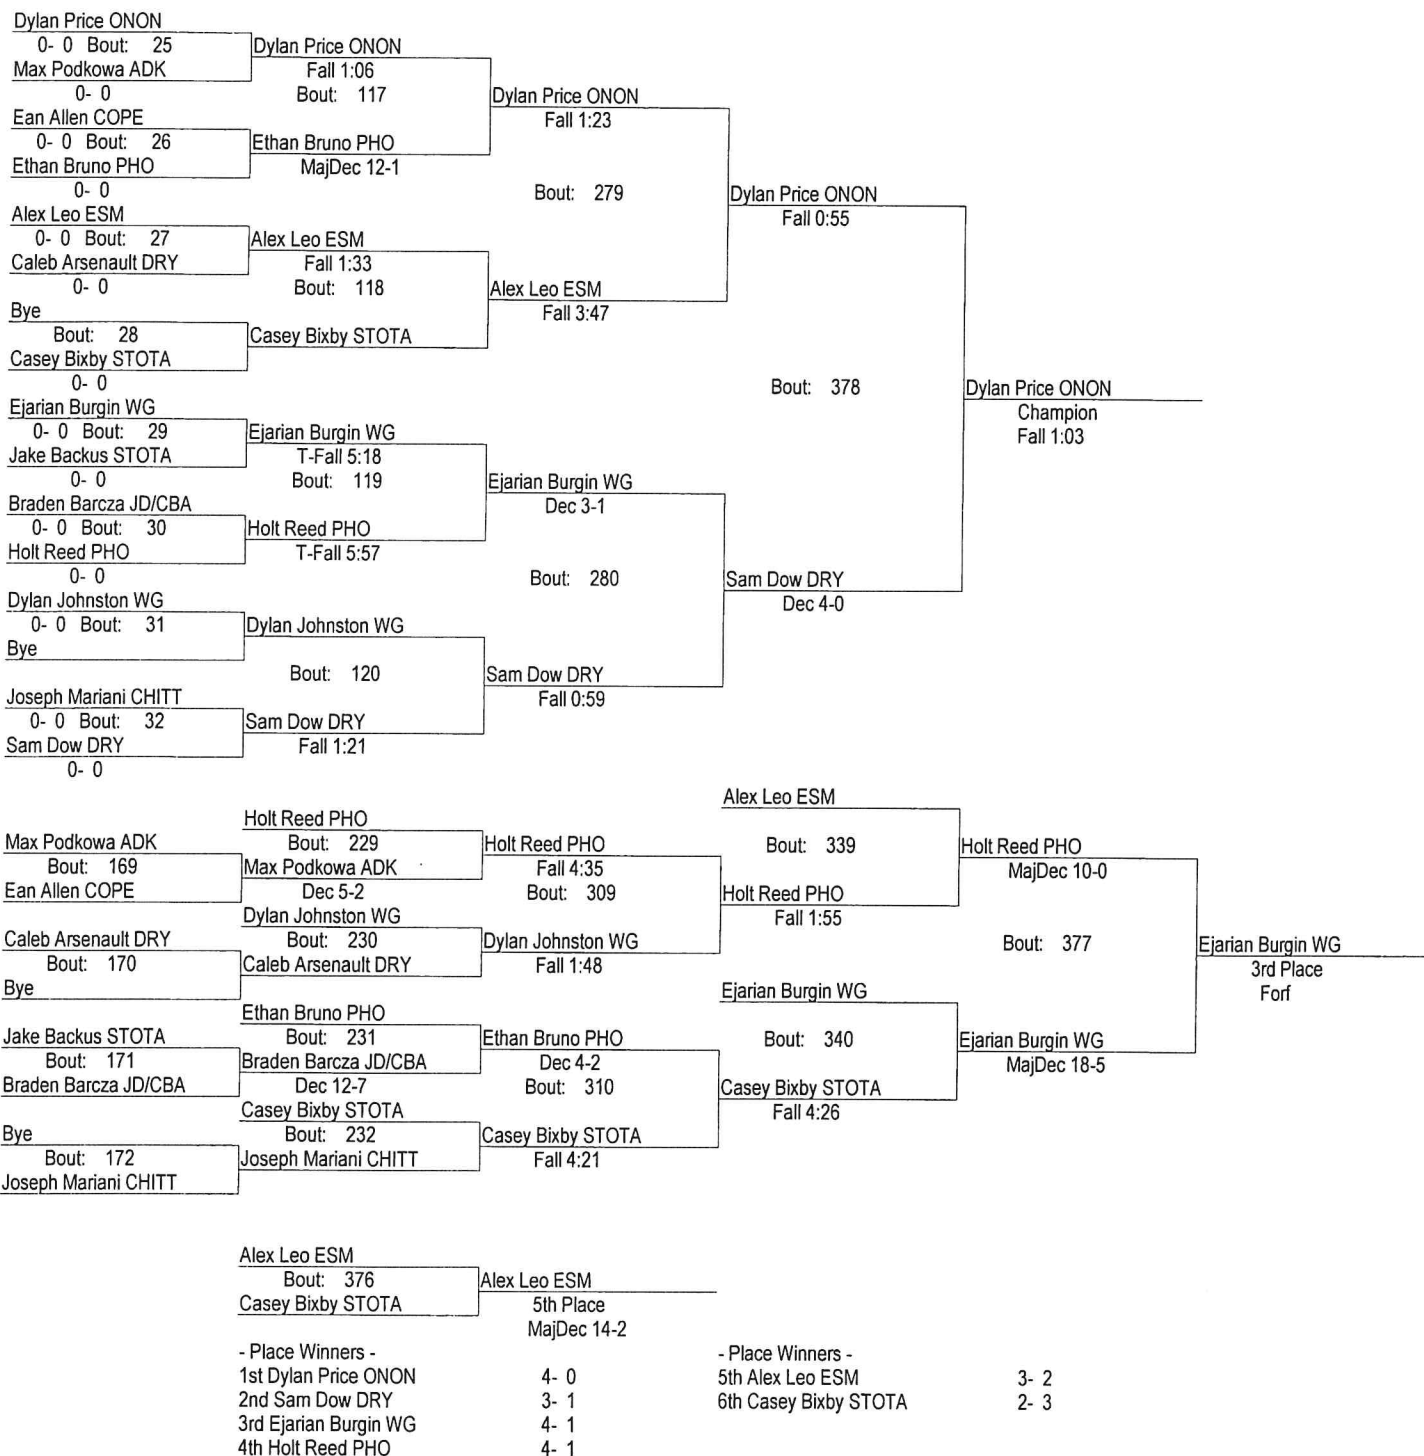 Dylan Price ONON
0- 0 Bout: 25
Max Podkowa ADK
0- 0
Ean Allen COPE
0- 0 Bout: 26
Ethan Bruno PHO
0- 0
Alex Leo ESM
0- 0 Bout: 27
Caleb Arsenault DRY
0- 0
Bye
Bout: 28
Casey Bixby STOTA
0- 0
Ejarian Burgin WG
0- 0 Bout: 29
Jake Backus STOTA
0- 0
Braden Barcza JD/CBA
0- 0 Bout: 30
Holt Reed PHO
0- 0
Dylan Johnston WG
0- 0 Bout: 31
Bye
Joseph Mariani CHITT
0- 0 Bout: 32
Sam Dow DRY
0- 0
Dylan Price ONON
Fall 1:06
Bout: 117
Ethan Bruno PHO
MajDec 12-1
Alex Leo ESM
Fall 1:33
Bout: 118
Casey Bixby STOTA
Ejarian Burgin WG
T-Fall 5:18
Bout: 119
Holt Reed PHO
T-Fall 5:57
Dylan Johnston WG
Bout: 120
Sam Dow DRY
Fall 1:21
Dylan Price ONON
Fall 1:23
Bout: 279
Alex Leo ESM
Fall 3:47
Ejarian Burgin WG
Dec 3-1
Bout: 280
Sam Dow DRY
Fall 0:59
Dylan Price ONON
Fall 0:55
Bout: 378
Sam Dow DRY
Dec 4-0
Dylan Price ONON
Champion
Fall 1:03
Max Podkowa ADK
Bout: 169
Ean Allen COPE
Caleb Arsenault DRY
Bout: 170
Bye
Jake Backus STOTA
Bout: 171
Braden Barcza JD/CBA
Bye
Bout: 172
Joseph Mariani CHITT
Holt Reed PHO
Bout: 229
Max Podkowa ADK
Dec 5-2
Dylan Johnston WG
Bout: 230
Caleb Arsenault DRY
Ethan Bruno PHO
Bout: 231
Braden Barcza JD/CBA
Dec 12-7
Casey Bixby STOTA
Bout: 232
Joseph Mariani CHITT
Holt Reed PHO
Fall 4:35
Bout: 309
Dylan Johnston WG
Fall 1:48
Ethan Bruno PHO
Dec 4-2
Bout: 310
Casey Bixby STOTA
Fall 4:21
Alex Leo ESM
Bout: 339
Holt Reed PHO
Fall 1:55
Ejarian Burgin WG
Bout: 340
Casey Bixby STOTA
Fall 4:26
Holt Reed PHO
MajDec 10-0
Bout: 377
Ejarian Burgin WG
MajDec 18-5
Ejarian Burgin WG
3rd Place
Forf
Alex Leo ESM
Bout: 376
Casey Bixby STOTA
Alex Leo ESM
5th Place
MajDec 14-2
- Place Winners -
1st Dylan Price ONON 4- 0
2nd Sam Dow DRY 3- 1
3rd Ejarian Burgin WG 4- 1
4th Holt Reed PHO 4- 1
- Place Winners -
5th Alex Leo ESM 3- 2
6th Casey Bixby STOTA 2- 3